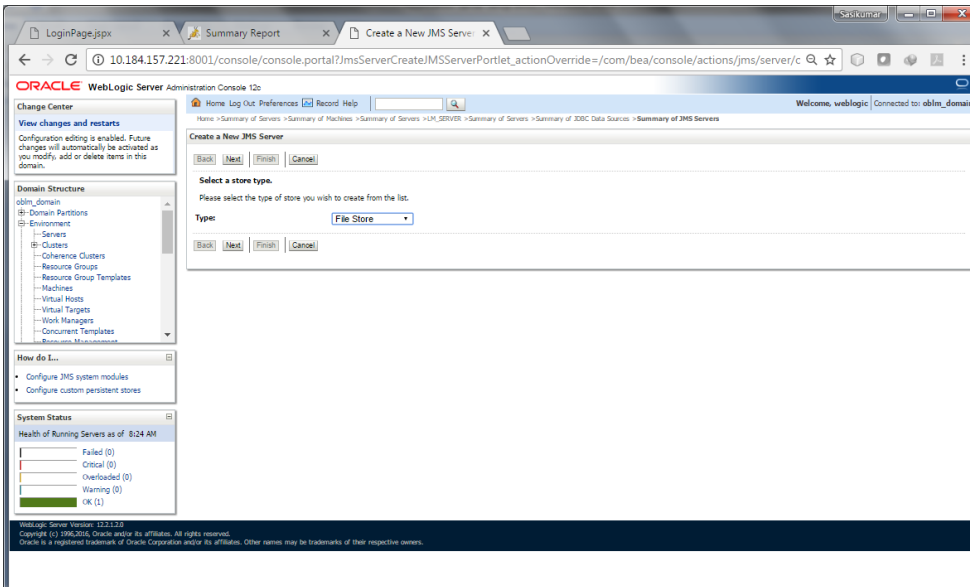 Sasikumar
LoginPage.jspx
Summary Report
Create a New JMS Server
10.184.157.221:8001/console/console.portal?JmsServerCreateJMSServerPortlet_actionOverride=/com/bea/console/actions/jms/server/c
ORACLE WebLogic Server Administration Console 12c
Change Center
View changes and restarts
Configuration editing is enabled. Future
changes will automatically be activated as
you modify, add or delete items in this
domain.
Domain Structure
oblm_domain
Domain Partitions
Environment
Servers
Clusters
Coherence Clusters
Resource Groups
Resource Group Templates
Machines
Virtual Hosts
Virtual Targets
Work Managers
Concurrent Templates
Resource Management
How do I...
Configure JMS system modules
Configure custom persistent stores
System Status
Health of Running Servers as of 8:24 AM
Failed (0)
Critical (0)
Overloaded (0)
Warning (0)
OK (1)
Home Log Out Preferences Record Help
Welcome, weblogic Connected to: oblm_domain
Home >Summary of Servers >Summary of Machines >Summary of Servers >LM_SERVER >Summary of Servers >Summary of JDBC Data Sources >Summary of JMS Servers
Create a New JMS Server
Back Next Finish Cancel
Select a store type.
Please select the type of store you wish to create from the list.
Type: File Store
Back Next Finish Cancel
WebLogic Server Version: 12.2.1.2.0
Copyright (c) 1996,2016, Oracle and/or its affiliates. All rights reserved.
Oracle is a registered trademark of Oracle Corporation and/or its affiliates. Other names may be trademarks of their respective owners.